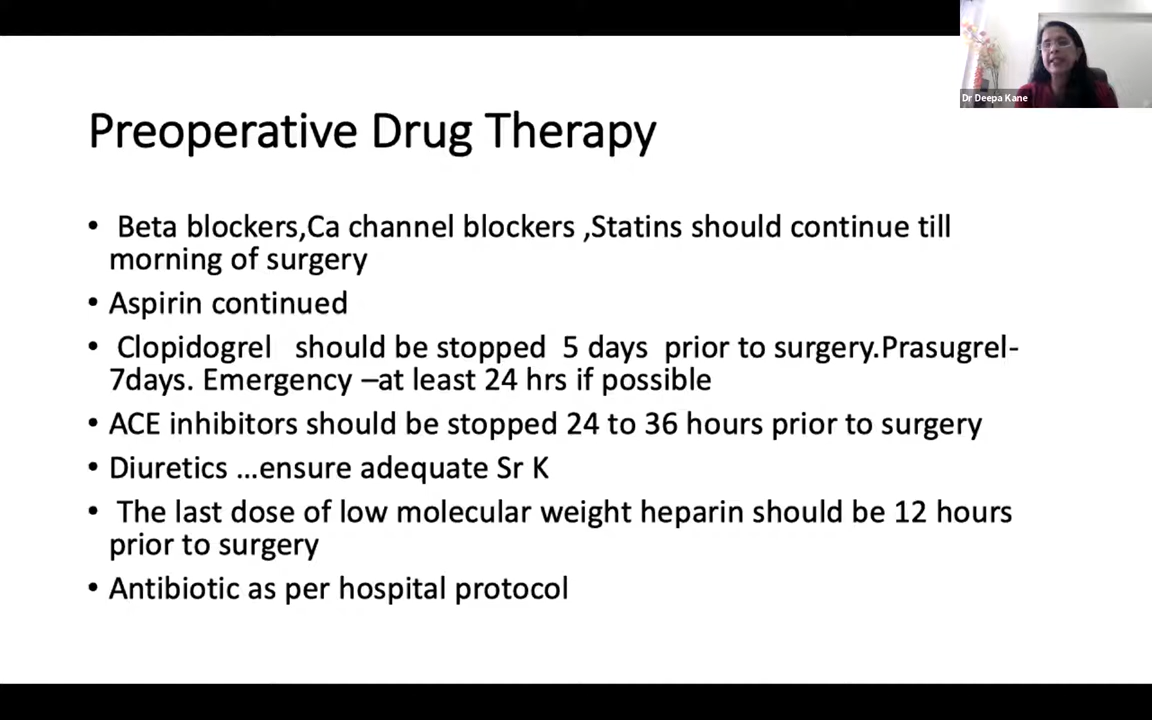 Dr Deepa Kane
Preoperative Drug Therapy
• Beta blockers,Ca channel blockers ,Statins should continue till
morning of surgery
• Aspirin continued
• Clopidogrel should be stopped 5 days prior to surgery.Prasugrel-
7days. Emergency –at least 24 hrs if possible
• ACE inhibitors should be stopped 24 to 36 hours prior to surgery
• Diuretics ...ensure adequate Sr K
• The last dose of low molecular weight heparin should be 12 hours
prior to surgery
• Antibiotic as per hospital protocol